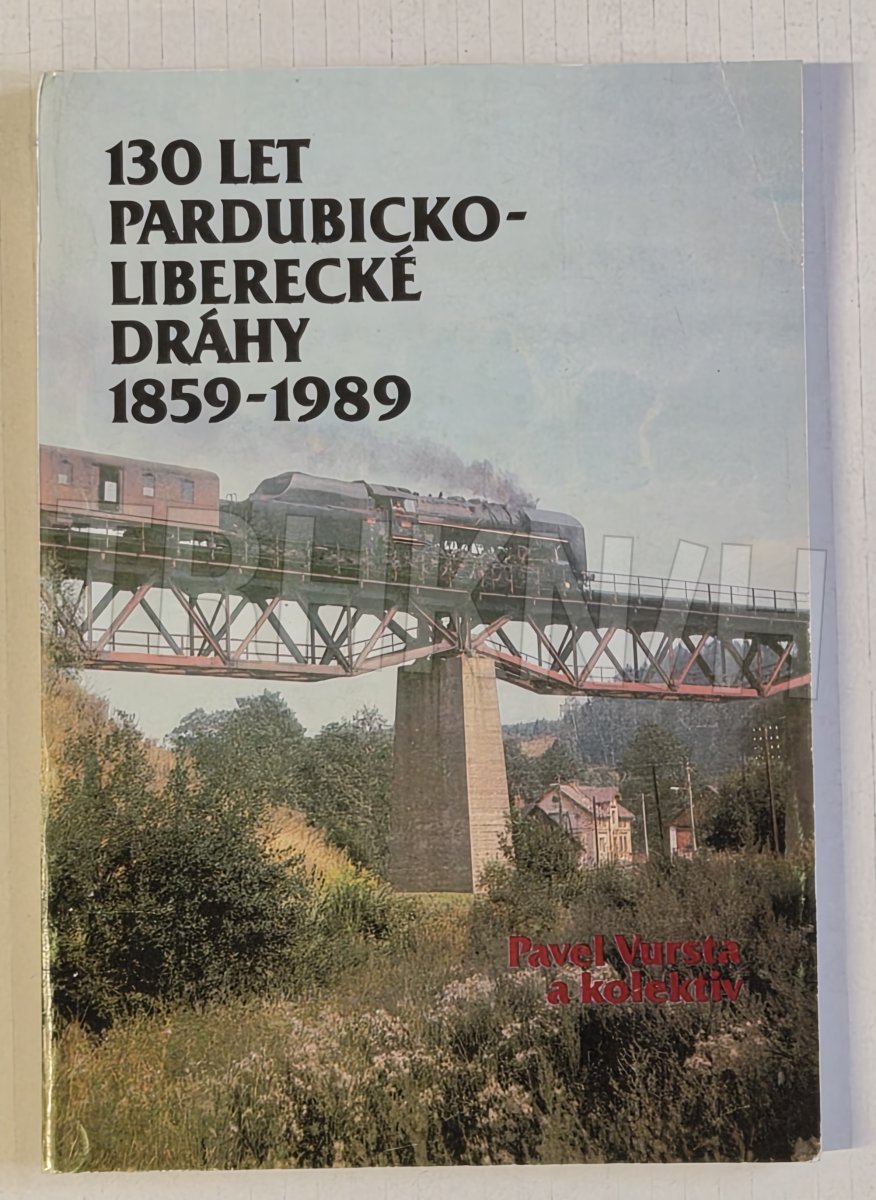 130 LET
PARDUBICKO-
LIBERECKÉ
DRÁHY
1859-1989
Pavel Vursta
a kolektiv